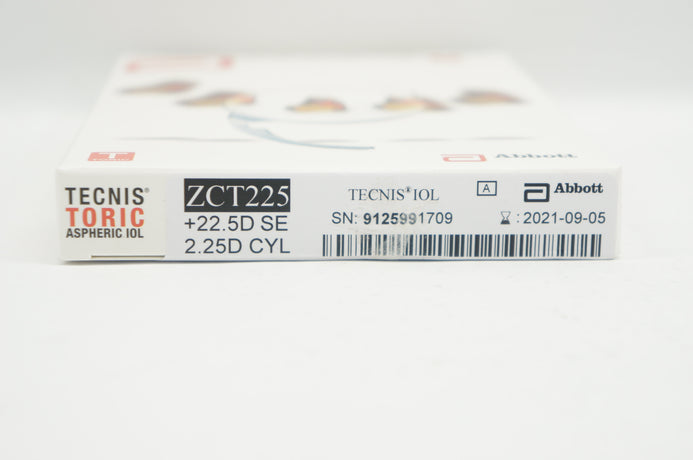 Abbott
TECNIS®
TORIC
ASPHERIC IOL
ZCT225
+22.5D SE
2.25D CYL
TECNIS® IOL
SN: 9125991709
A
Abbott
: 2021-09-05